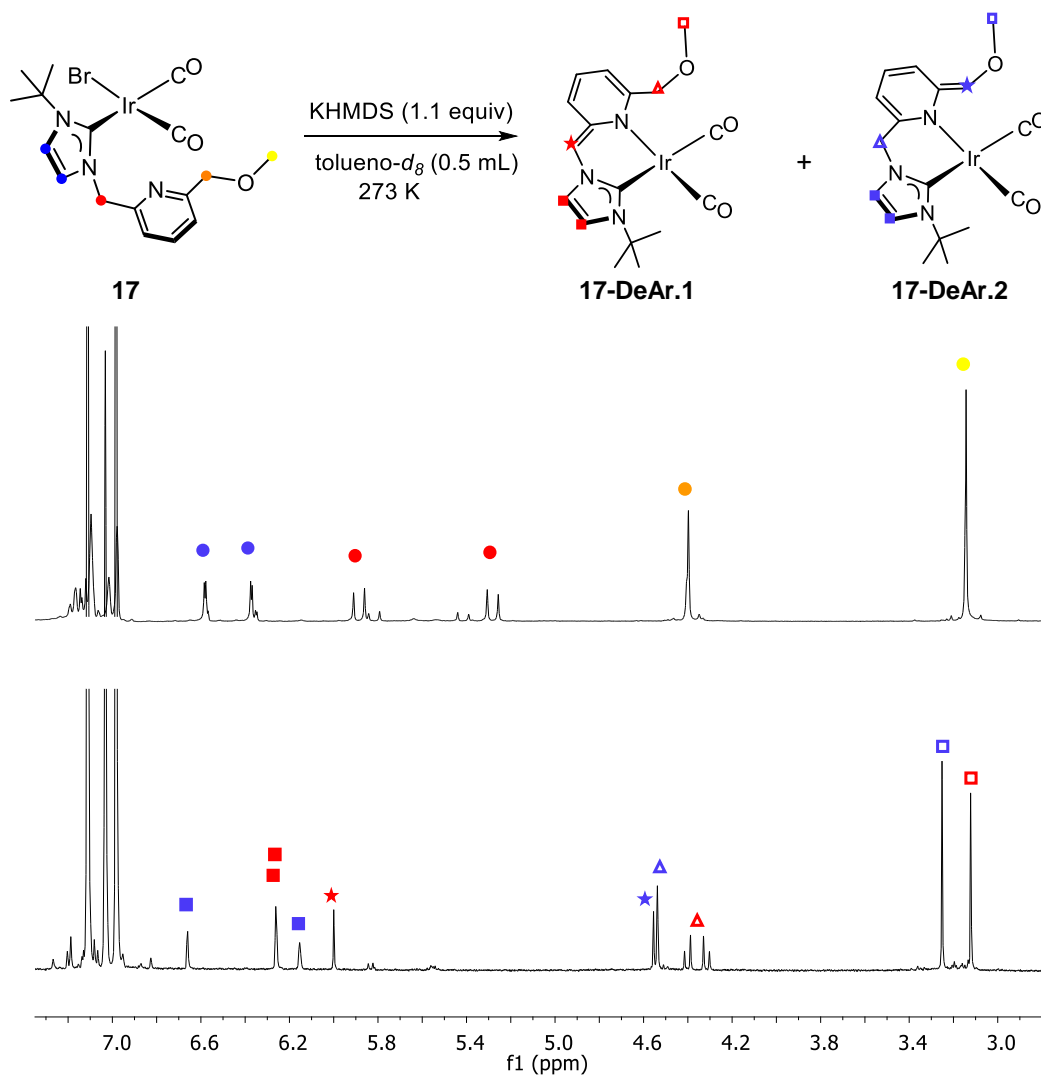 Br
Ir
CO
CO
N
N
N
O
17
KHMDS (1.1 equiv)
tolueno-d8 (0.5 mL)
273 K
O
N
Ir
CO
CO
N
N
17-DeAr.1
+
O
N
Ir
CO
CO
N
N
17-DeAr.2
7.0 6.6 6.2 5.8 5.4 5.0 4.6 4.2 3.8 3.4 3.0
f1 (ppm)